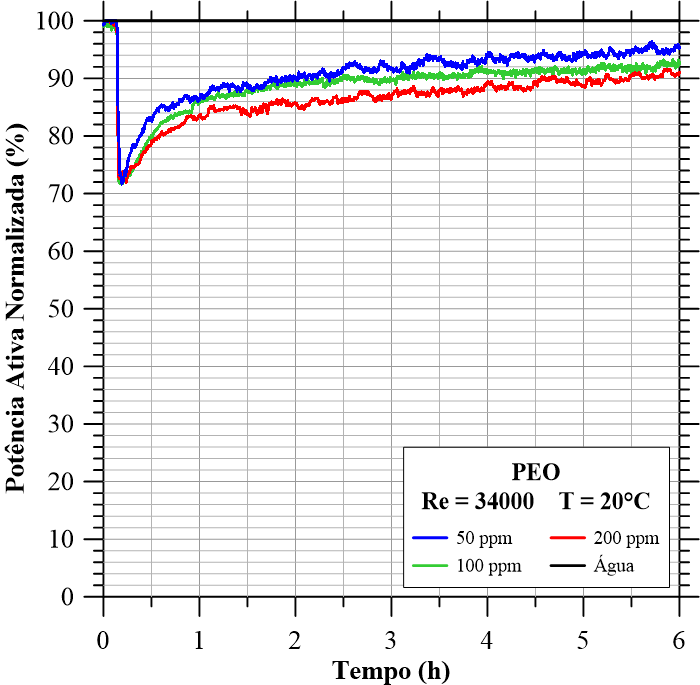 Potência Ativa Normalizada (%)
100
90
80
70
60
50
40
30
20
10
0
PEO
Re = 34000 T = 20°C
50 ppm 200 ppm
100 ppm Água
0 1 2 3 4 5 6
Tempo (h)